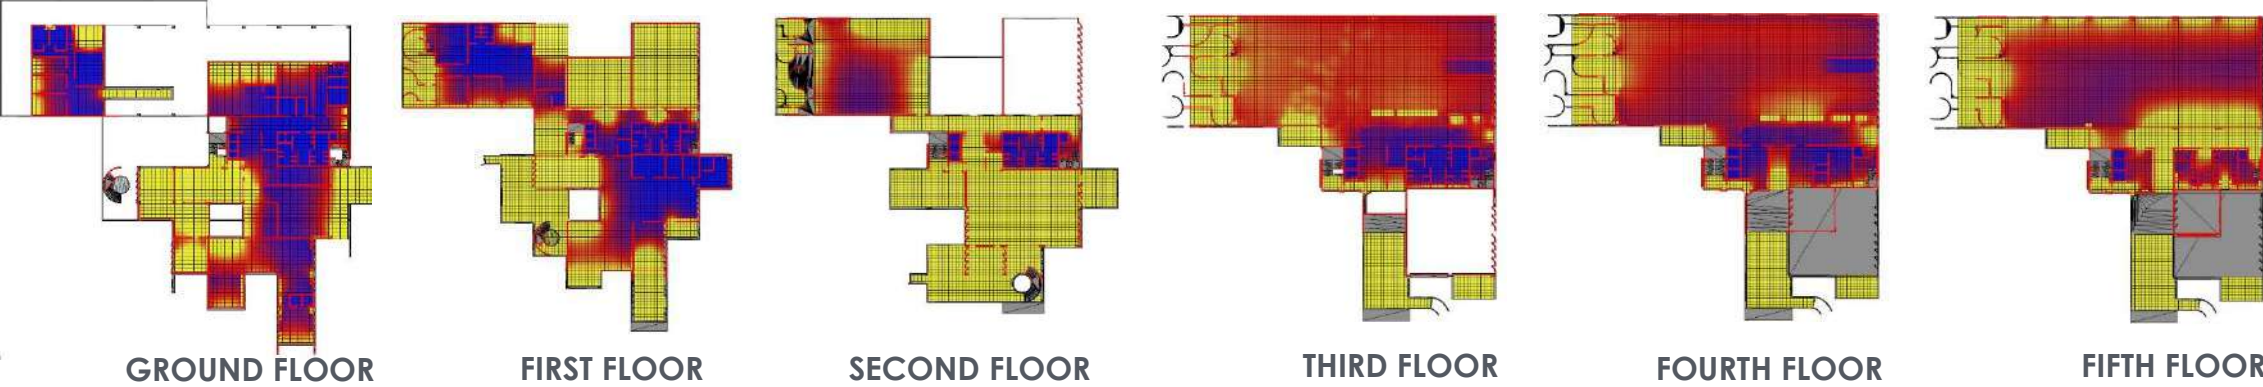 GROUND FLOOR
FIRST FLOOR
SECOND FLOOR
THIRD FLOOR
FOURTH FLOOR
FIFTH FLOOR